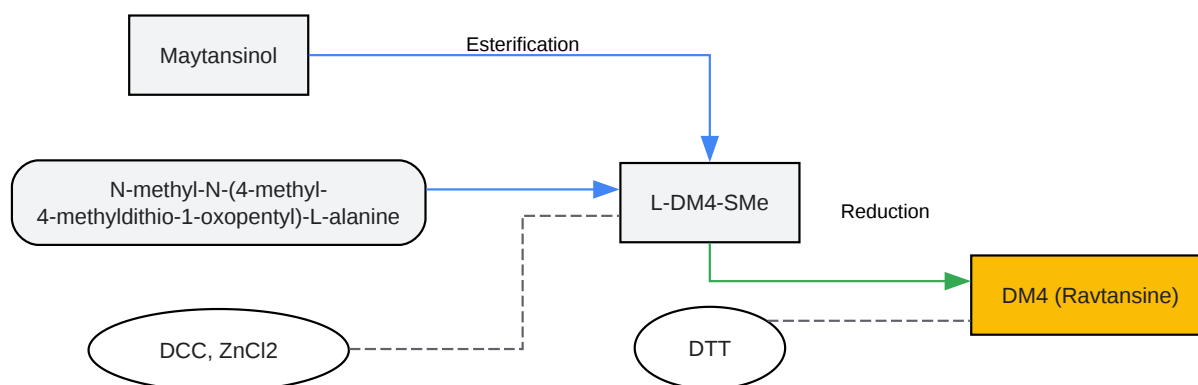 Maytansinol
Esterification
N-methyl-N-(4-methyl-
4-methyldithio-1-oxopentyl)-L-alanine
L-DM4-SMe
Reduction
DM4 (Ravtansine)
DCC, ZnCl2
DTT